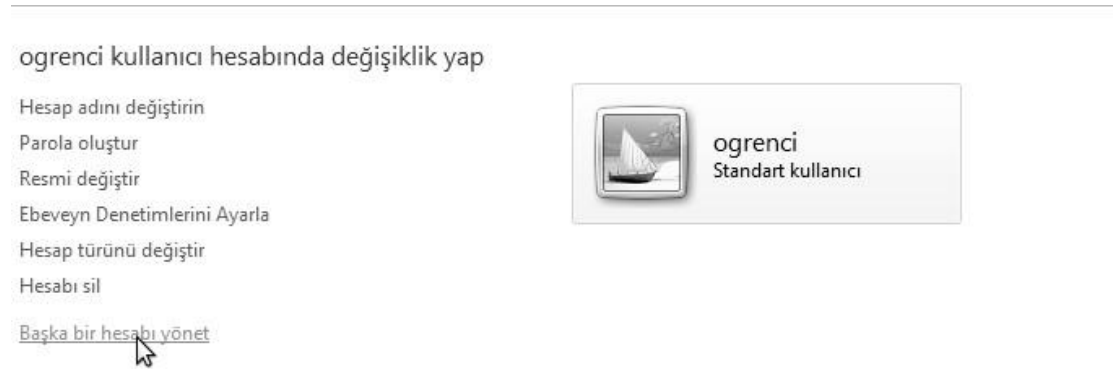 ogrenci kullanıcı hesabında değişiklik yap
Hesap adını değiştirin
Parola oluştur
Resmi değiştir
Ebeveyn Denetimlerini Ayarla
Hesap türünü değiştir
Hesabı sil
Başka bir hesabı yönet
ogrenci
Standart kullanıcı